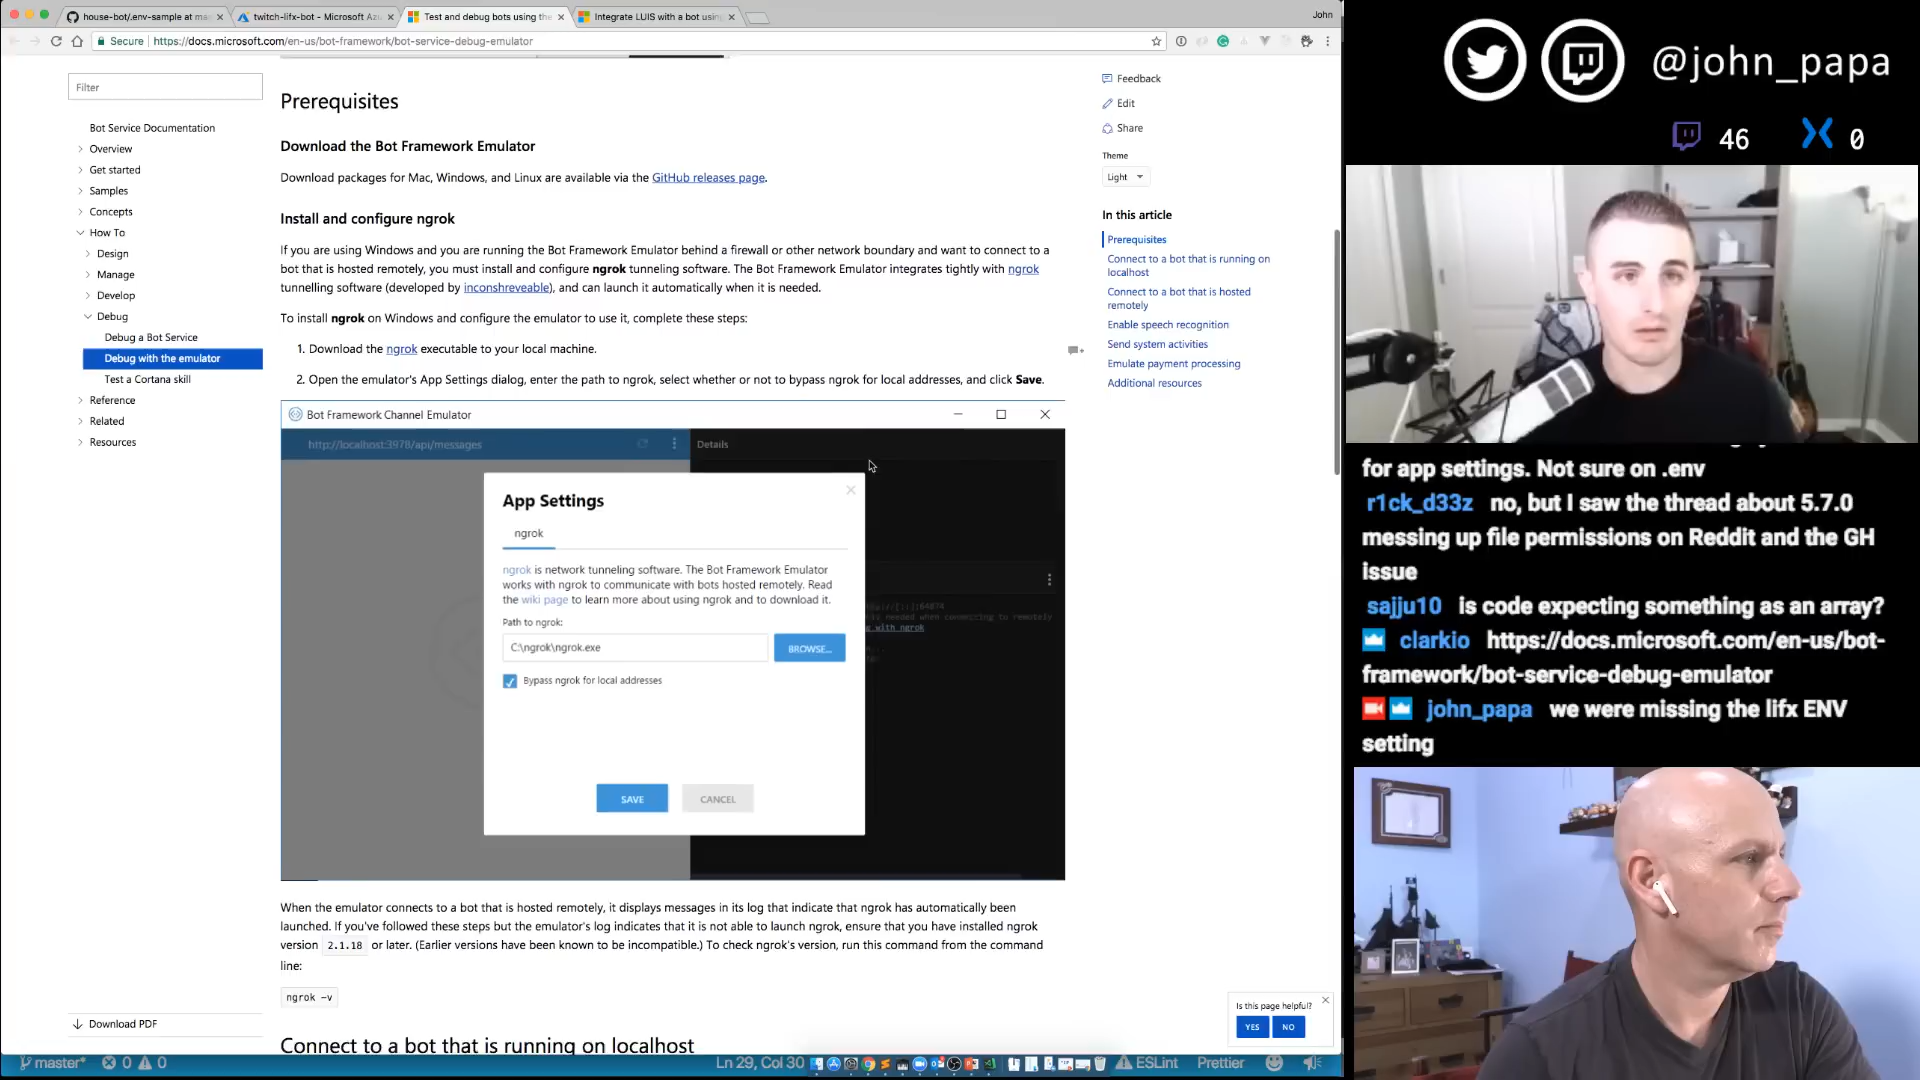 house-bot/.env-sample at ma
twitch-lifx-bot - Microsoft Az
Test and debug bots using the
Integrate LUIS with a bot usin
John
Secure
https://docs.microsoft.com/en-us/bot-framework/bot-service-debug-emulator
Filter
Bot Service Documentation
Overview
Get started
Samples
Concepts
How To
Design
Manage
Develop
Debug
Debug a Bot Service
Debug with the emulator
Test a Cortana skill
Reference
Related
Resources
Download PDF
Prerequisites
Download the Bot Framework Emulator
Download packages for Mac, Windows, and Linux are available via the GitHub releases page.
Install and configure ngrok
If you are using Windows and you are running the Bot Framework Emulator behind a firewall or other network boundary and want to connect to a
bot that is hosted remotely, you must install and configure ngrok tunneling software. The Bot Framework Emulator integrates tightly with ngrok
tunnelling software (developed by inconshreveable), and can launch it automatically when it is needed.
To install ngrok on Windows and configure the emulator to use it, complete these steps:
1. Download the ngrok executable to your local machine.
2. Open the emulator's App Settings dialog, enter the path to ngrok, select whether or not to bypass ngrok for local addresses, and click Save.
Bot Framework Channel Emulator
http://localhost:3978/api/messages
Details
App Settings
ngrok
ngrok is network tunneling software. The Bot Framework Emulator
works with ngrok to communicate with bots hosted remotely. Read
the wiki page to learn more about using ngrok and to download it.
Path to ngrok:
C:\ngrok\ngrok.exe
BROWSE...
Bypass ngrok for local addresses
SAVE
CANCEL
needed when connecting to remotely
with ngrok
When the emulator connects to a bot that is hosted remotely, it displays messages in its log that indicate that ngrok has automatically been
launched. If you've followed these steps but the emulator's log indicates that it is not able to launch ngrok, ensure that you have installed ngrok
version 2.1.18 or later. (Earlier versions have been known to be incompatible.) To check ngrok's version, run this command from the command
line:
ngrok -v
Connect to a bot that is running on localhost
Feedback
Edit
Share
Theme
Light
In this article
Prerequisites
Connect to a bot that is running on
localhost
Connect to a bot that is hosted
remotely
Enable speech recognition
Send system activities
Emulate payment processing
Additional resources
Is this page helpful?
YES
NO
master*
0
0
Ln 29, Col 30
ESLint
Prettier
@john_papa
46
0
for app settings. Not sure on .env
r1ck_d33z no, but I saw the thread about 5.7.0
messing up file permissions on Reddit and the GH
issue
sajju10 is code expecting something as an array?
clarkio https://docs.microsoft.com/en-us/bot-
framework/bot-service-debug-emulator
john_papa we were missing the lifx ENV
setting